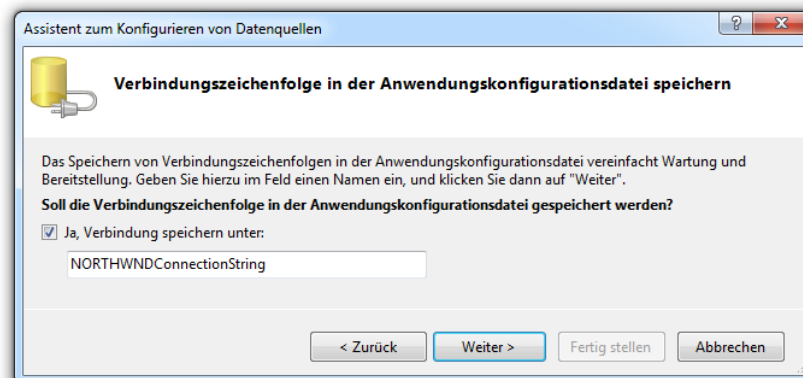 Assistent zum Konfigurieren von Datenquellen
Verbindungszeichenfolge in der Anwendungskonfigurationsdatei speichern
Das Speichern von Verbindungszeichenfolgen in der Anwendungskonfigurationsdatei vereinfacht Wartung und
Bereitstellung. Geben Sie hierzu im Feld einen Namen ein, und klicken Sie dann auf "Weiter".
Soll die Verbindungszeichenfolge in der Anwendungskonfigurationsdatei gespeichert werden?
Ja, Verbindung speichern unter:
NORTHWNDConnectionString
< Zurück Weiter > Fertig stellen Abbrechen